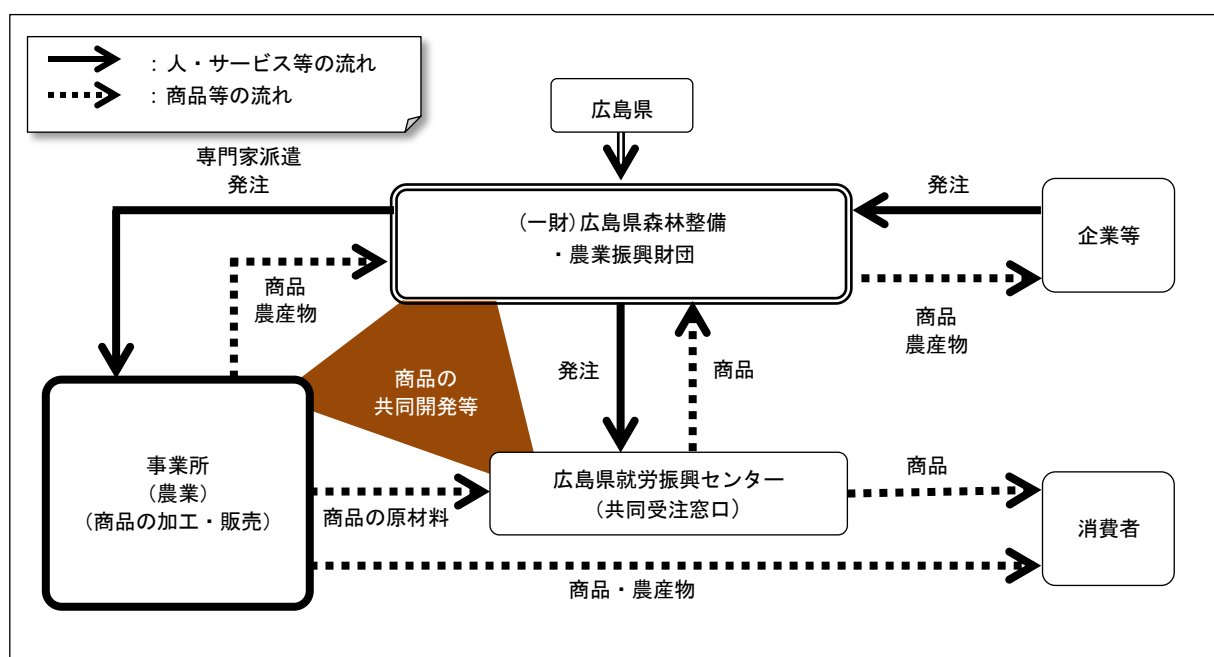 ：人・サービス等の流れ
：商品等の流れ
広島県
専門家派遣
発注
（一財）広島県森林整備
・農業振興財団
発注
企業等
商品
農産物
商品
農産物
商品の
共同開発等
発注
商品
事業所
（農業）
（商品の加工・販売）
商品の原材料
広島県就労振興センター
（共同受注窓口）
商品
消費者
商品・農産物